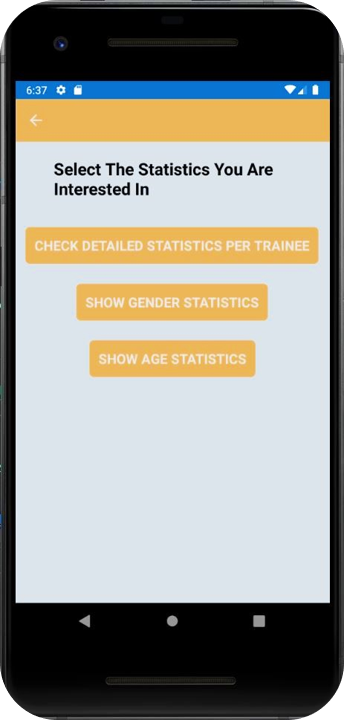 6:37
Select The Statistics You Are
Interested In
CHECK DETAILED STATISTICS PER TRAINEE
SHOW GENDER STATISTICS
SHOW AGE STATISTICS